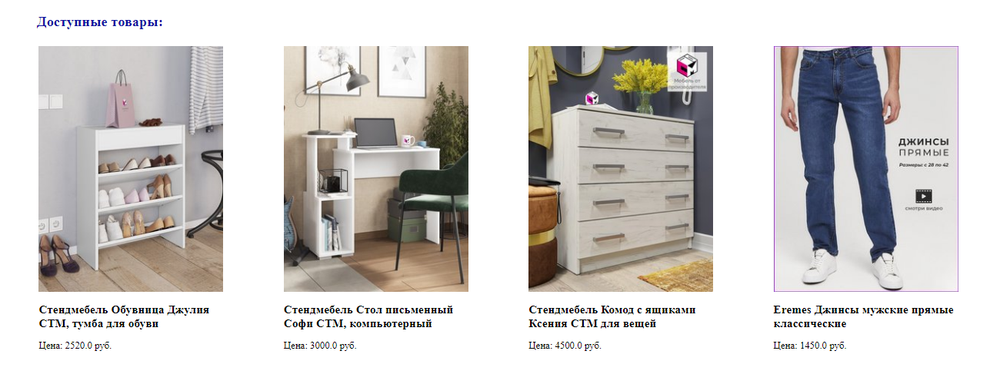 Доступные товары:
Мебель от
производителя
ДЖИНСЫ
ПРЯМЫЕ
Размеры: с 28 по 42
смотри видео
Стендмебель Обувница Джулия
СТМ, тумба для обуви
Цена: 2520.0 руб.
Стендмебель Стол письменный
Софи СТМ, компьютерный
Цена: 3000.0 руб.
Стендмебель Комод с ящиками
Ксения СТМ для вещей
Цена: 4500.0 руб.
Eremes Джинсы мужские прямые
классические
Цена: 1450.0 руб.